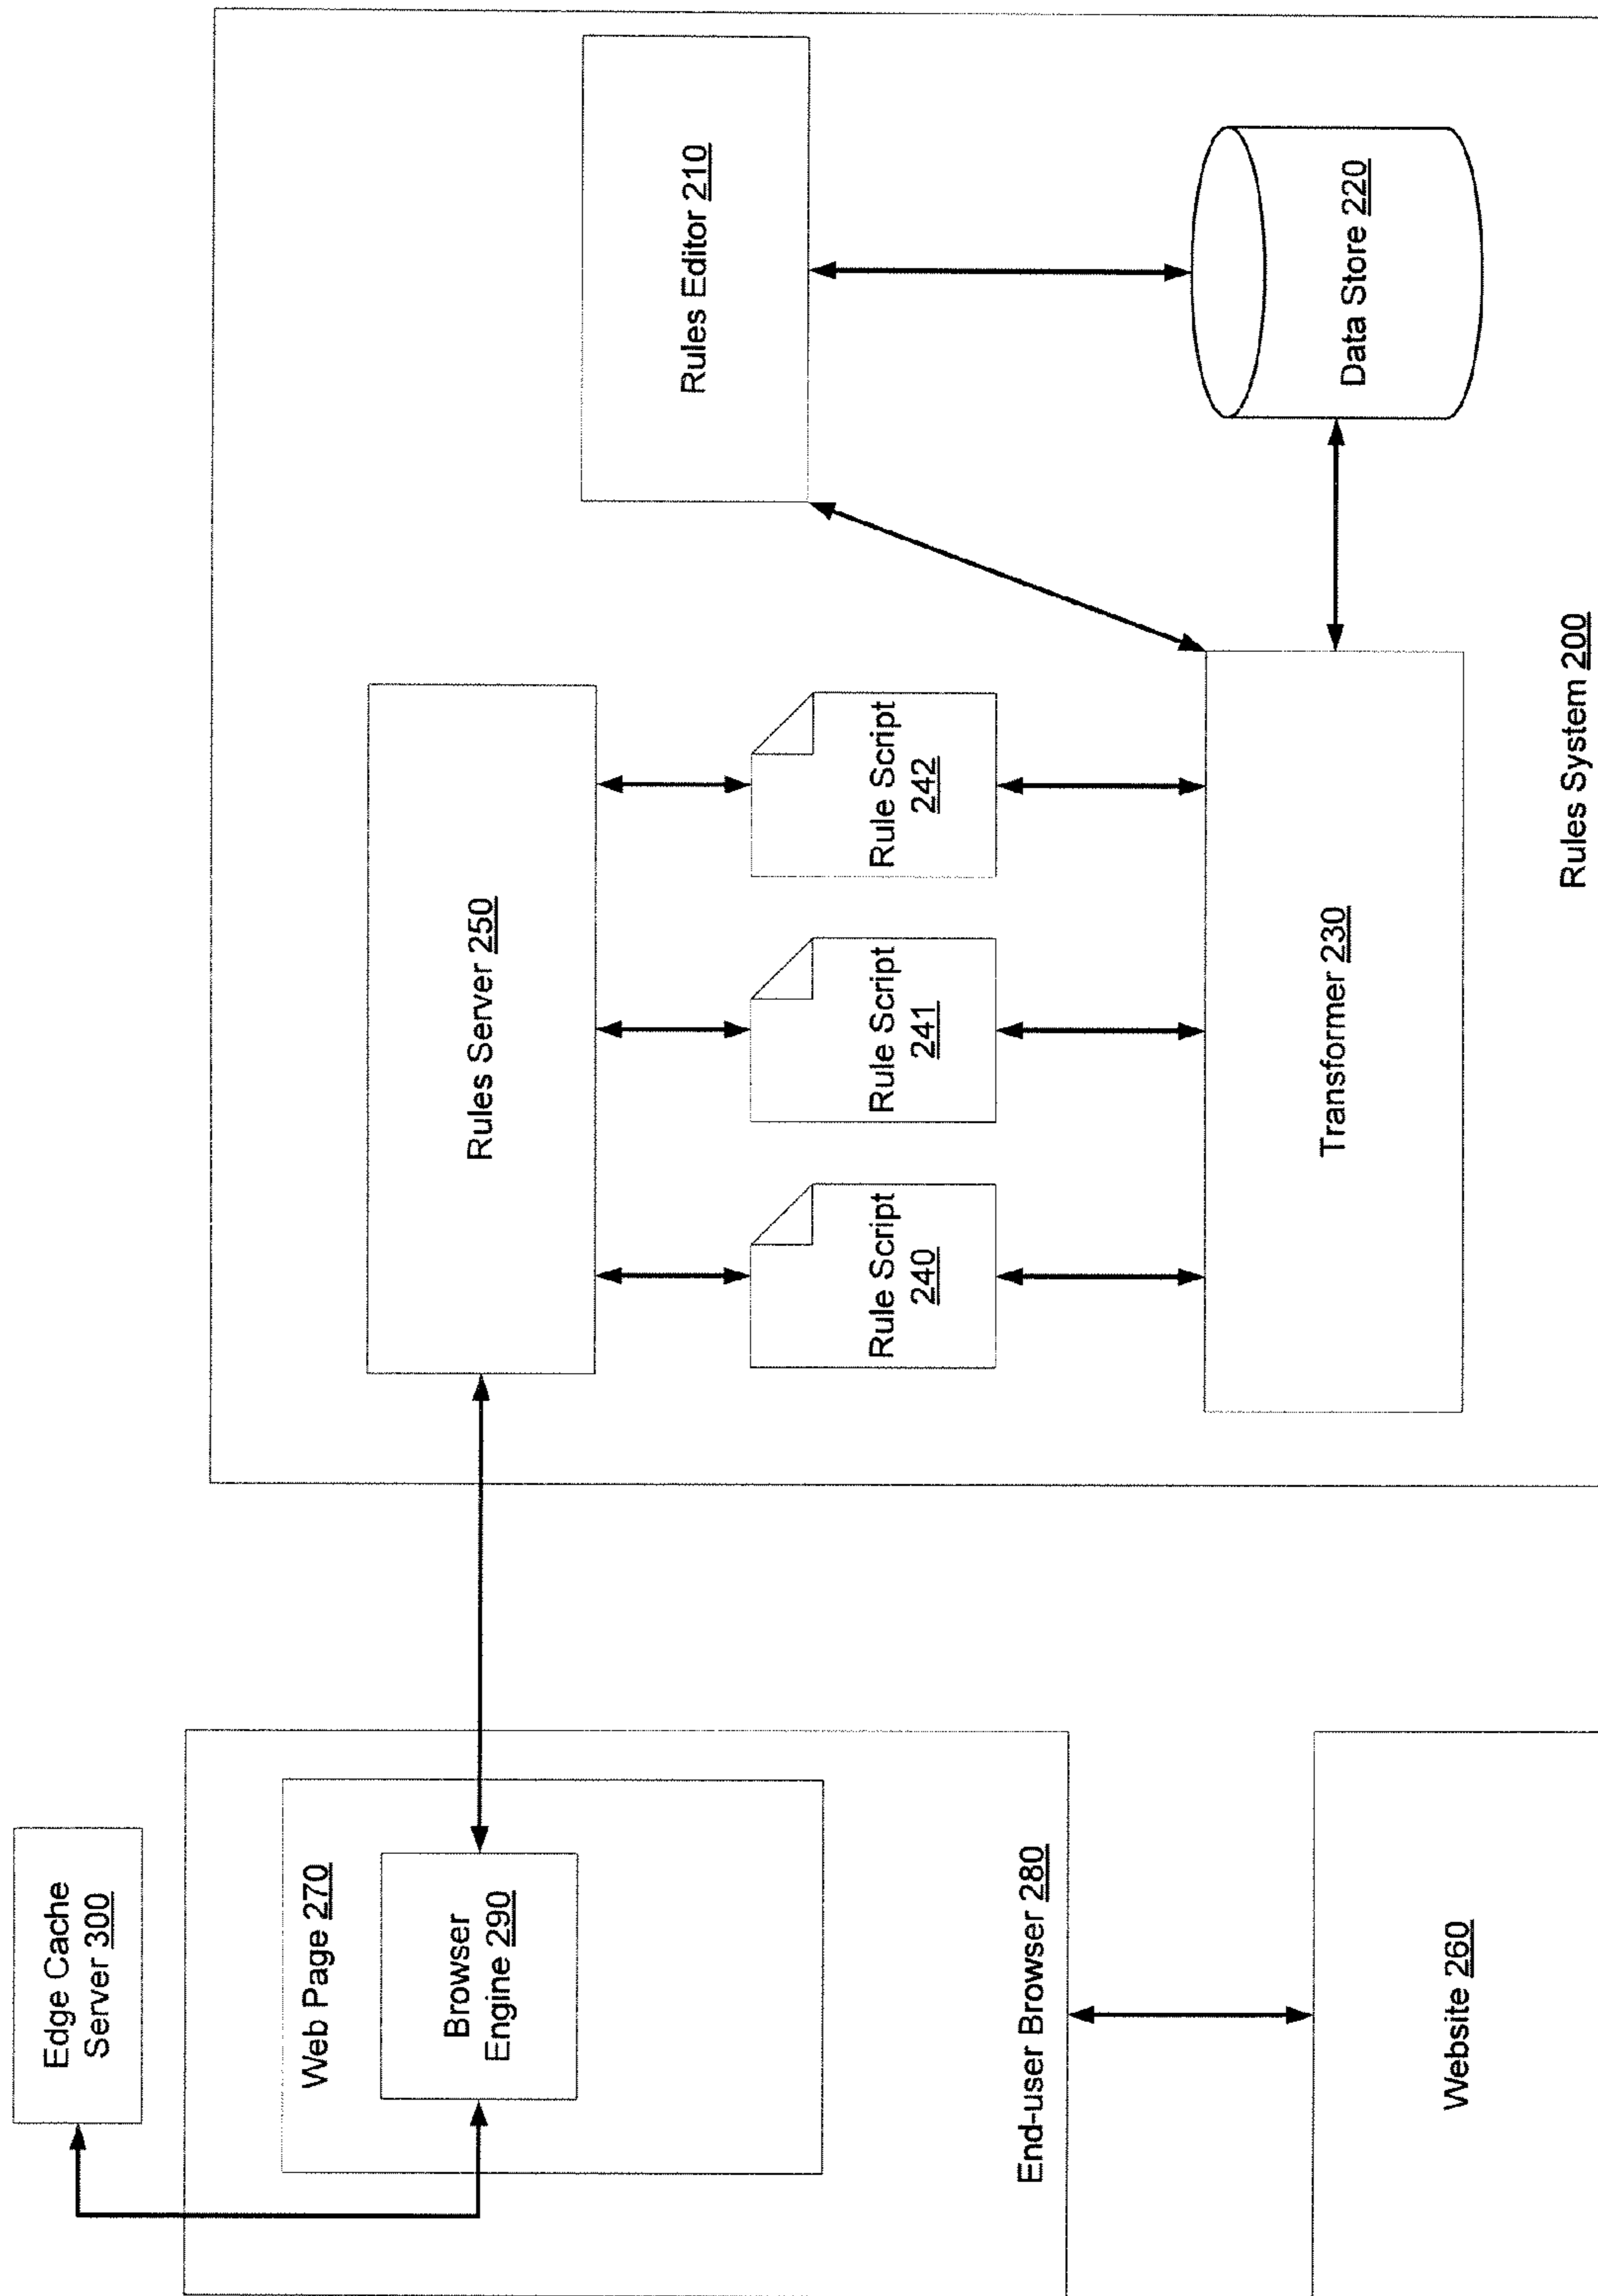 Edge Cache
Server 300
Web Page 270
Browser
Engine 290
End-user Browser 280
Website 260
Rules Server 250
Rule Script
240
Rule Script
241
Rule Script
242
Transformer 230
Rules Editor 210
Data Store 220
Rules System 200